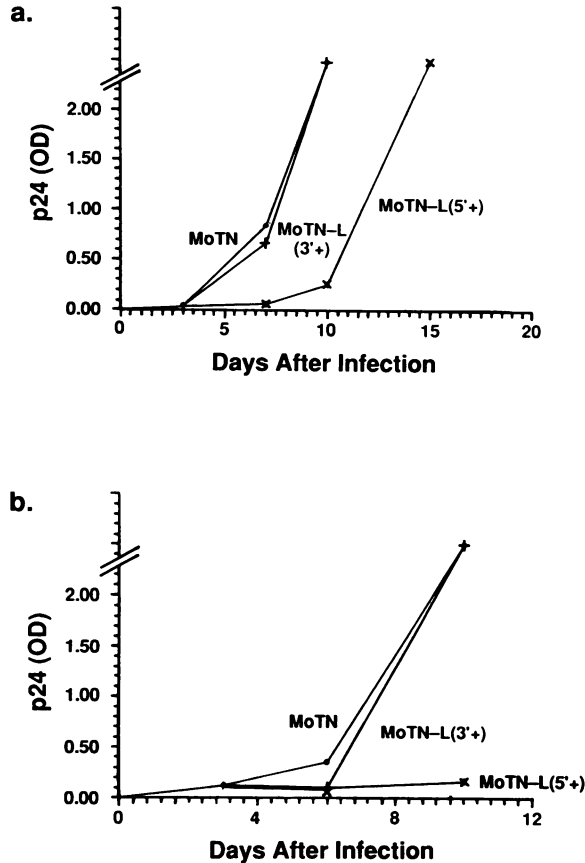 a.
2.00
1.50
1.00
0.50
0.00
p24 (OD)
MoTN
MoTN–L
(3'+)
MoTN–L(5'+)
0
5
10
15
20
Days After Infection
b.
2.00
1.50
1.00
0.50
0.00
p24 (OD)
MoTN
MoTN–L(3'+)
MoTN–L(5'+)
0
4
8
10
12
Days After Infection